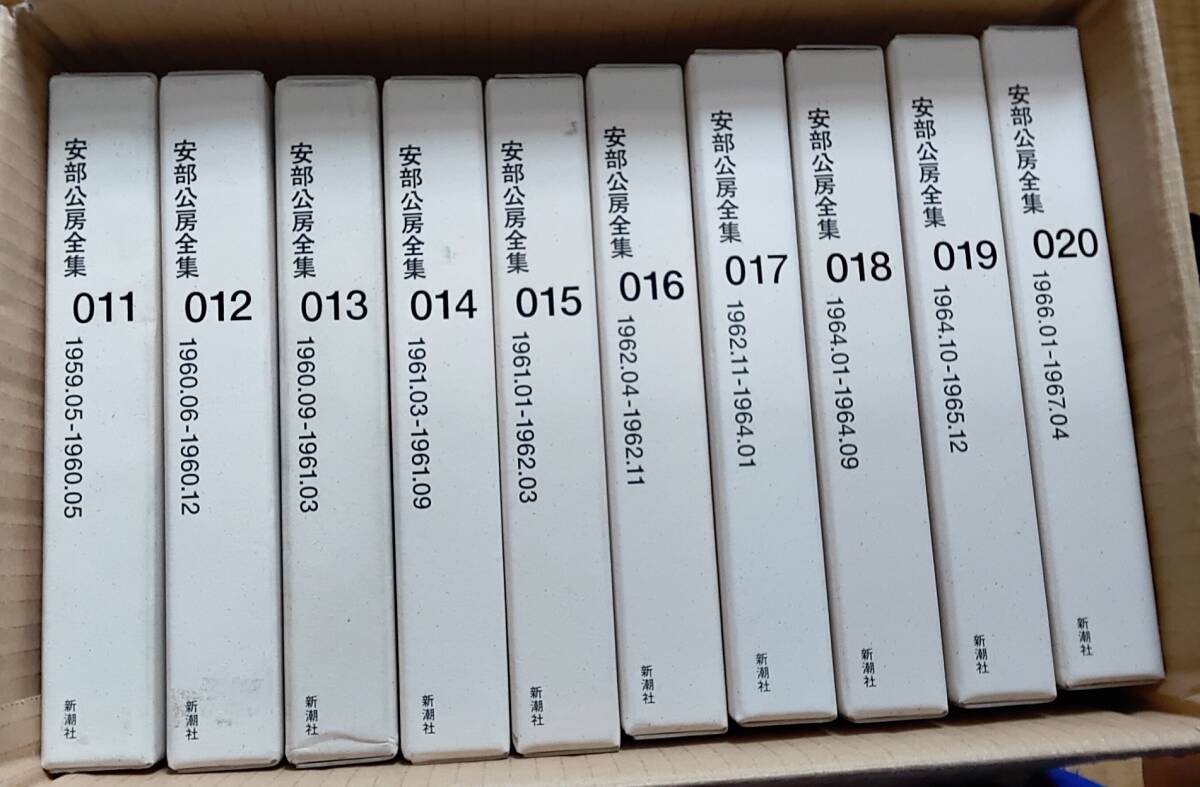 安部公房全集
011
1959.05-1960.05
新潮社
安部公房全集
012
1960.06-1960.12
新潮社
安部公房全集
013
1960.09-1961.03
新潮社
安部公房全集
014
1961.03-1961.09
新潮社
安部公房全集
015
1961.01-1962.03
新潮社
安部公房全集
016
1962.04-1962.11
新潮社
安部公房全集
017
1962.11-1964.01
新潮社
安部公房全集
018
1964.01-1964.09
新潮社
安部公房全集
019
1964.10-1965.12
新潮社
安部公房全集
020
1966.01-1967.04
新潮社